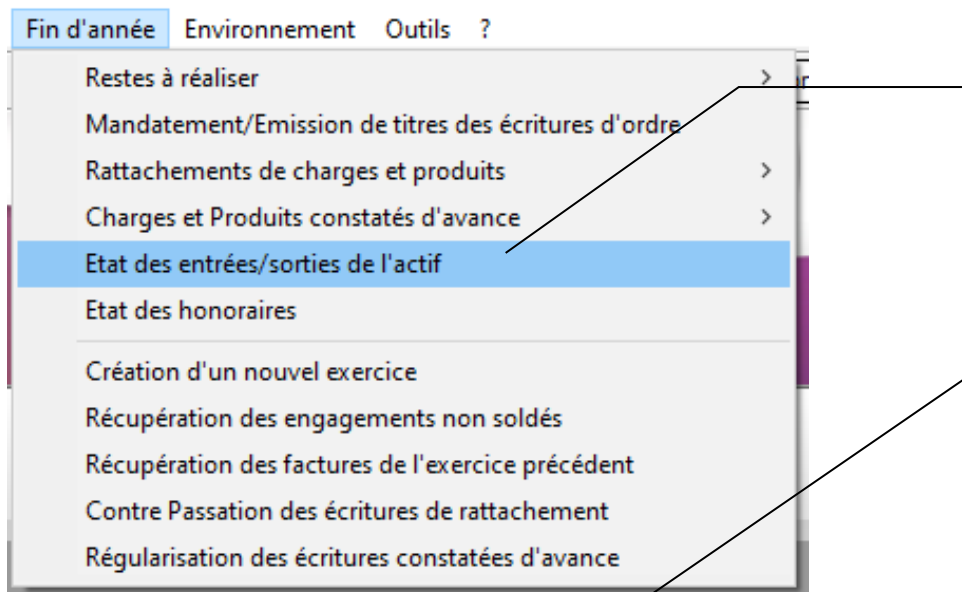 Fin d'année Environnement Outils ?
Restes à réaliser >
Mandatement/Emission de titres des écritures d'ordre
Rattachements de charges et produits >
Charges et Produits constatés d'avance >
Etat des entrées/sorties de l'actif
Etat des honoraires
Création d'un nouvel exercice
Récupération des engagements non soldés
Récupération des factures de l'exercice précédent
Contre Passation des écritures de rattachement
Régularisation des écritures constatées d'avance